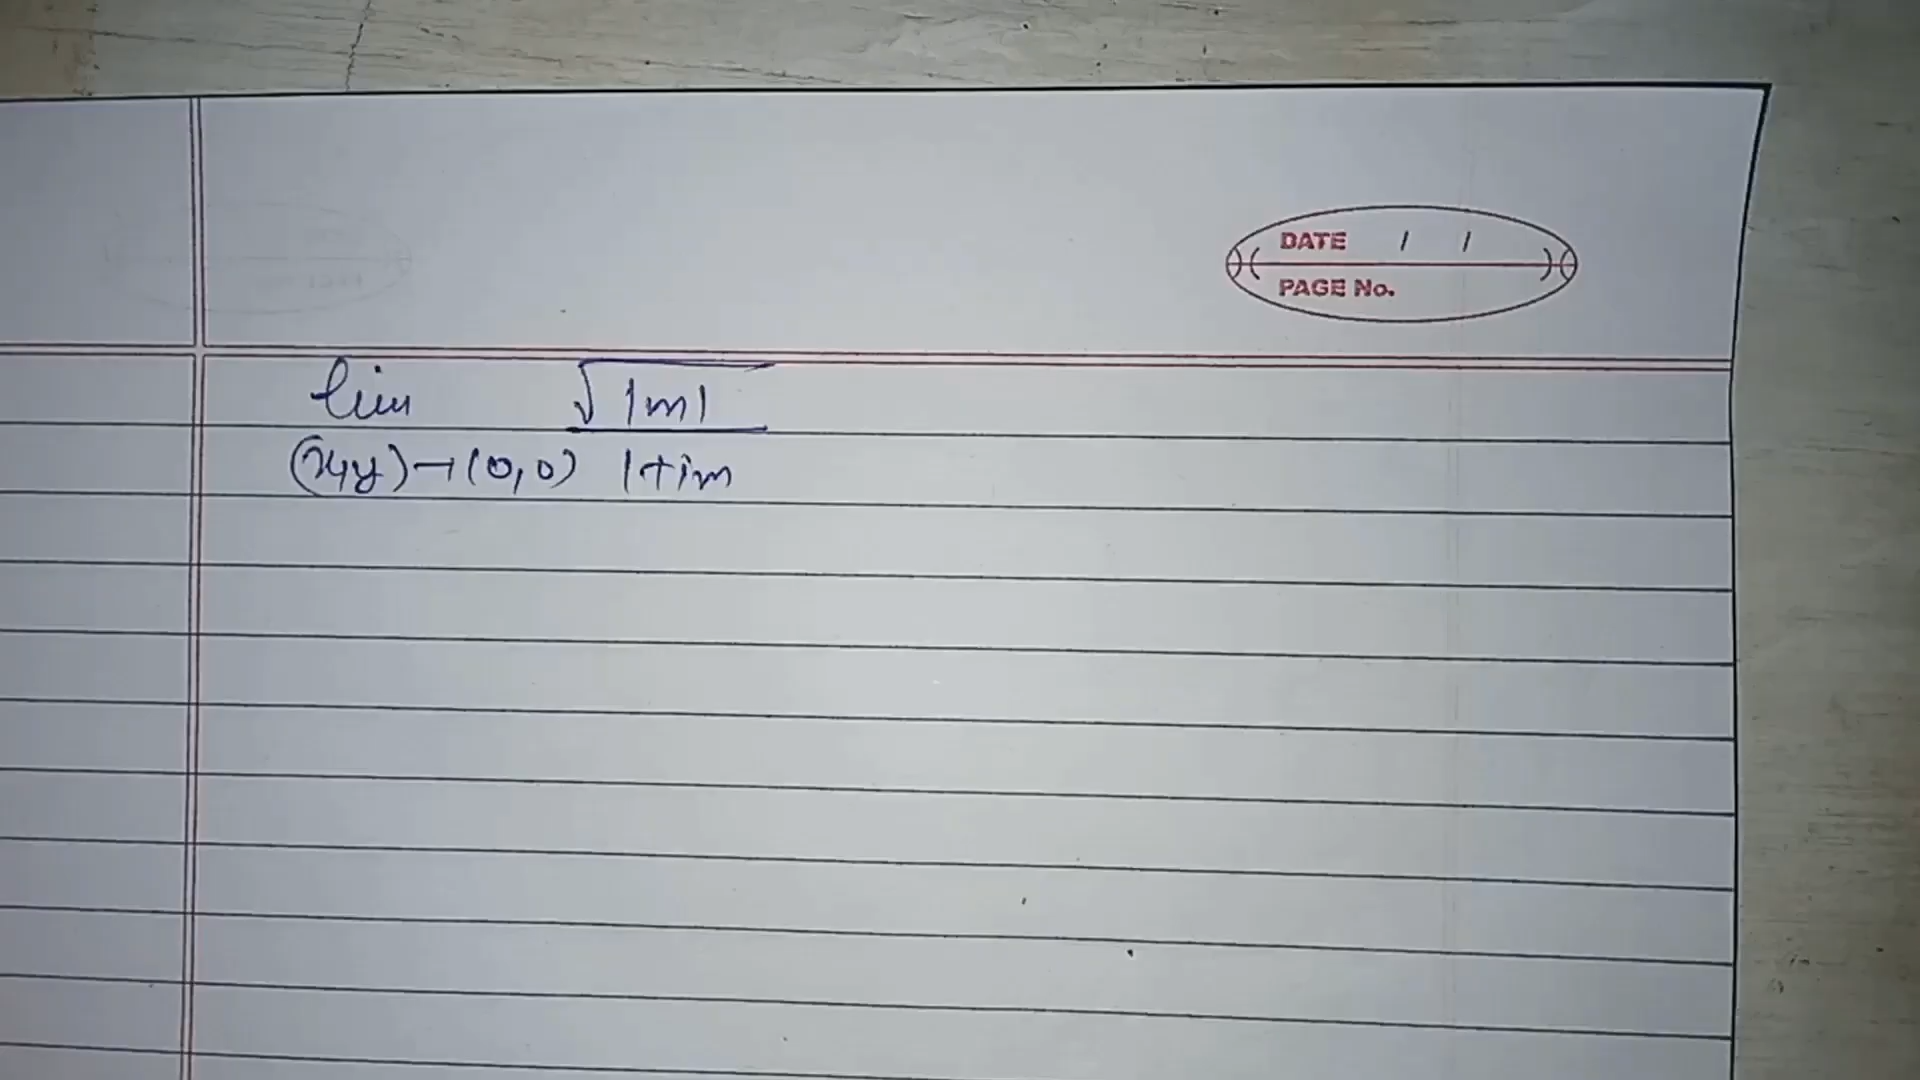 DATE / /
PAGE No.
lim √|m|
(x,y)→(0,0) 1+im